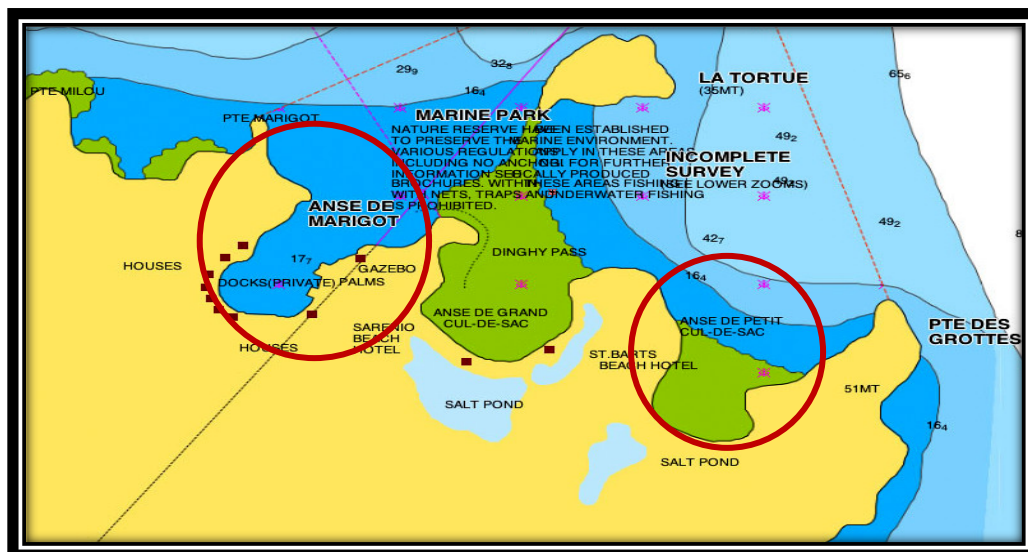 PTE MILOU
29₉
32₈
16₄
LA TORTUE
(35MT)
65₆
PTE MARIGOT
MARINE PARK
NATURE RESERVE HAVE BEEN ESTABLISHED
TO PRESERVE THE MARINE ENVIRONMENT.
VARIOUS REGULATIONS APPLY IN THESE AREAS
INCLUDING NO FOR FURTHER
INFORMATION SEE LOCALLY PRODUCED
BROCHURES. WITHIN THESE AREAS FISHING
WITH NETS, TRAPS AND UNDERWATER FISHING
IS PROHIBITED.
49₂
INCOMPLETE
SURVEY
(SEE LOWER ZOOMS)
49₂
ANSE DE
MARIGOT
49₂
42₇
8
HOUSES
17₇
DOCKS(PRIVATE)
PALMS
GAZEBO
DINGHY PASS
16₄
HOUSES
SARENIO
BEACH
HOTEL
ANSE DE GRAND
CUL-DE-SAC
ANSE DE PETIT
CUL-DE-SAC
PTE DES
GROTTES
ST.BARTS
BEACH HOTEL
51MT
SALT POND
16₄
SALT POND